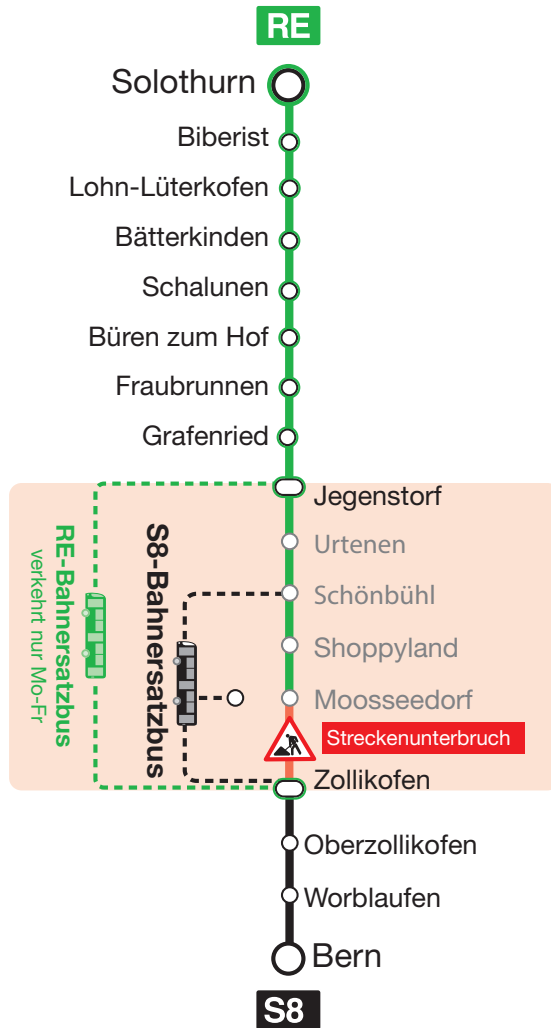 RE
Solothurn
Biberist
Lohn-Lüterkofen
Bätterkinden
Schalunen
Büren zum Hof
Fraubrunnen
Grafenried
Jegenstorf
Urtenen
Schönbühl
Shoppyland
Moosseedorf
Streckenunterbruch
Zollikofen
RE-Bahnersatzbus
verkehrt nur Mo-Fr
S8-Bahnersatzbus
Oberzollikofen
Worblaufen
Bern
S8